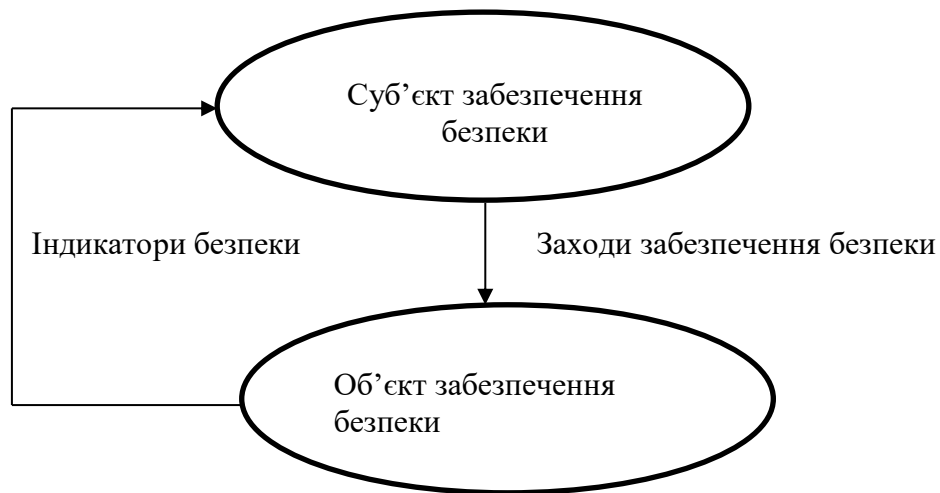 Суб’єкт забезпечення
безпеки
Індикатори безпеки
Заходи забезпечення безпеки
Об’єкт забезпечення
безпеки